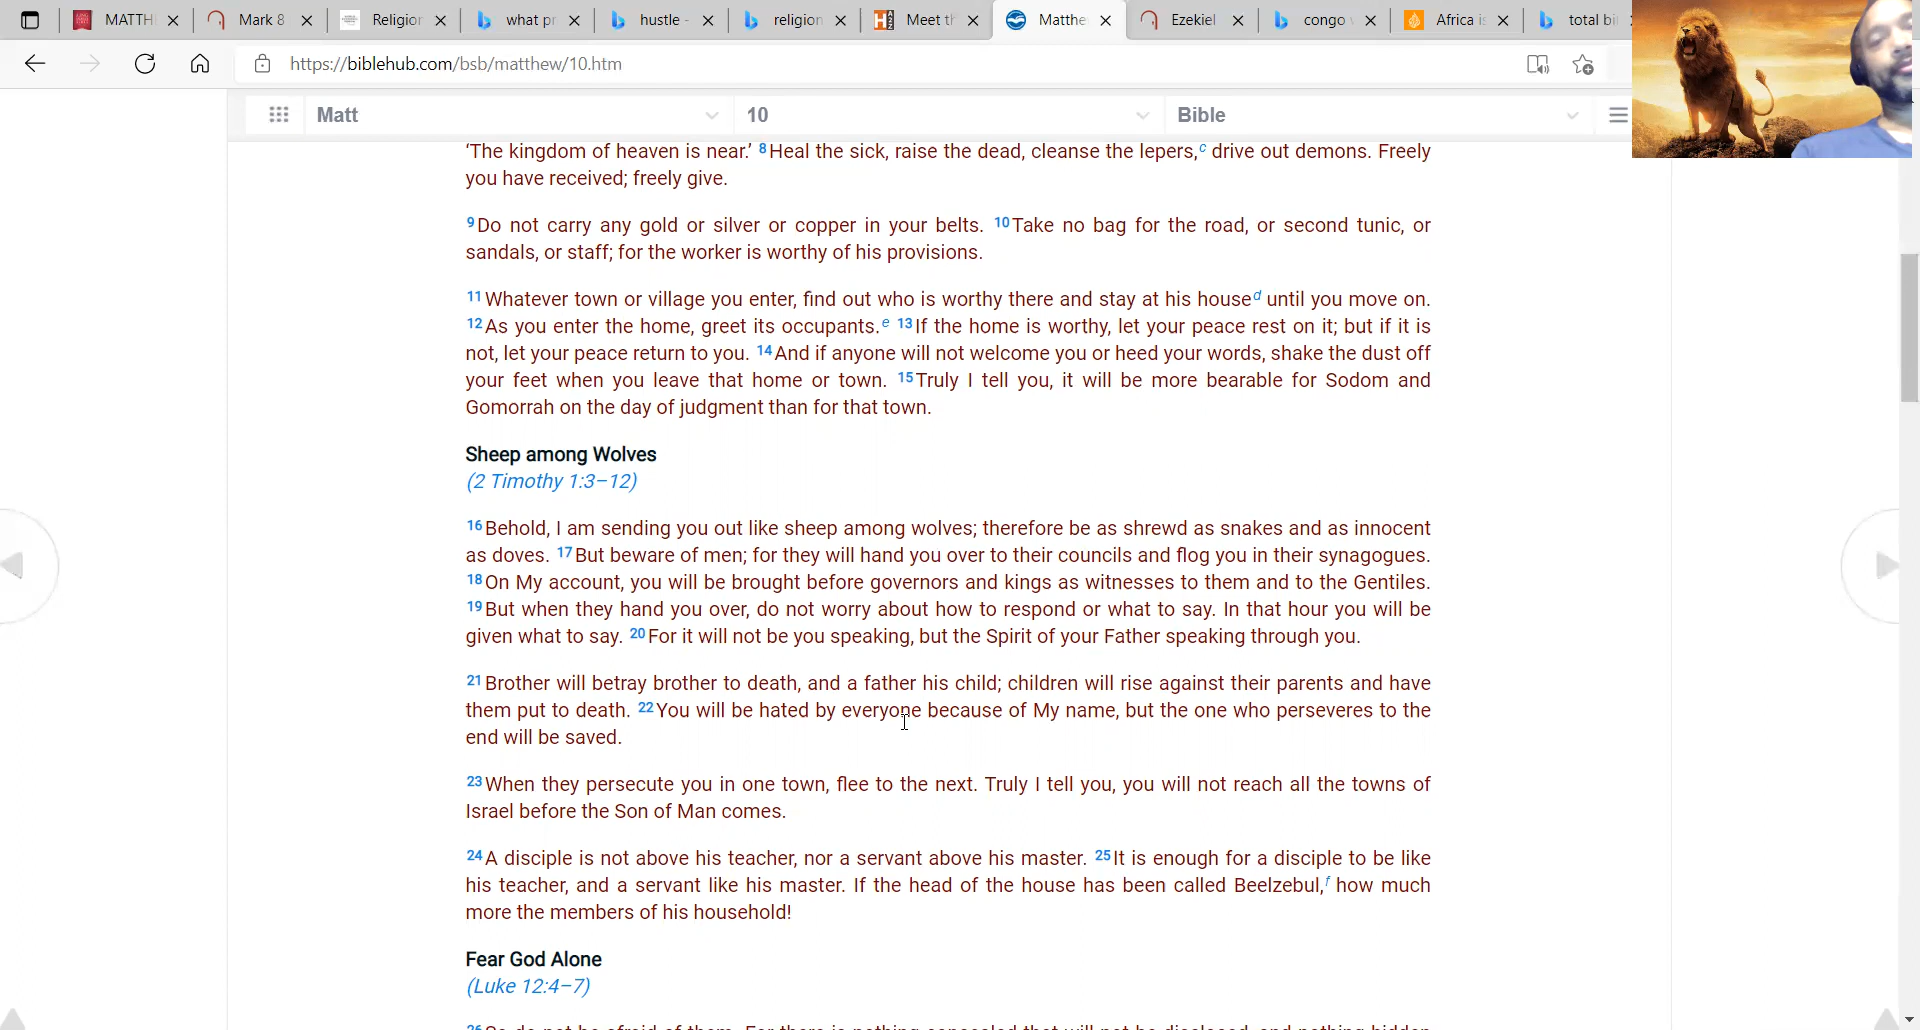 MATTH
Mark 8
Religion
what pr
hustle -
religion
Meet th
Matthe
Ezekiel
congo
Africa is
total bi
https://biblehub.com/bsb/matthew/10.htm
Matt
10
Bible
‘The kingdom of heaven is near.’ 8 Heal the sick, raise the dead, cleanse the lepers,c drive out demons. Freely
you have received; freely give.
9 Do not carry any gold or silver or copper in your belts. 10 Take no bag for the road, or second tunic, or
sandals, or staff; for the worker is worthy of his provisions.
11 Whatever town or village you enter, find out who is worthy there and stay at his house d until you move on.
12 As you enter the home, greet its occupants. e 13 If the home is worthy, let your peace rest on it; but if it is
not, let your peace return to you. 14 And if anyone will not welcome you or heed your words, shake the dust off
your feet when you leave that home or town. 15 Truly I tell you, it will be more bearable for Sodom and
Gomorrah on the day of judgment than for that town.
Sheep among Wolves
(2 Timothy 1:3–12)
16 Behold, I am sending you out like sheep among wolves; therefore be as shrewd as snakes and as innocent
as doves. 17 But beware of men; for they will hand you over to their councils and flog you in their synagogues.
18 On My account, you will be brought before governors and kings as witnesses to them and to the Gentiles.
19 But when they hand you over, do not worry about how to respond or what to say. In that hour you will be
given what to say. 20 For it will not be you speaking, but the Spirit of your Father speaking through you.
21 Brother will betray brother to death, and a father his child; children will rise against their parents and have
them put to death. 22 You will be hated by everyone because of My name, but the one who perseveres to the
end will be saved.
23 When they persecute you in one town, flee to the next. Truly I tell you, you will not reach all the towns of
Israel before the Son of Man comes.
24 A disciple is not above his teacher, nor a servant above his master. 25 It is enough for a disciple to be like
his teacher, and a servant like his master. If the head of the house has been called Beelzebul,f how much
more the members of his household!
Fear God Alone
(Luke 12:4–7)